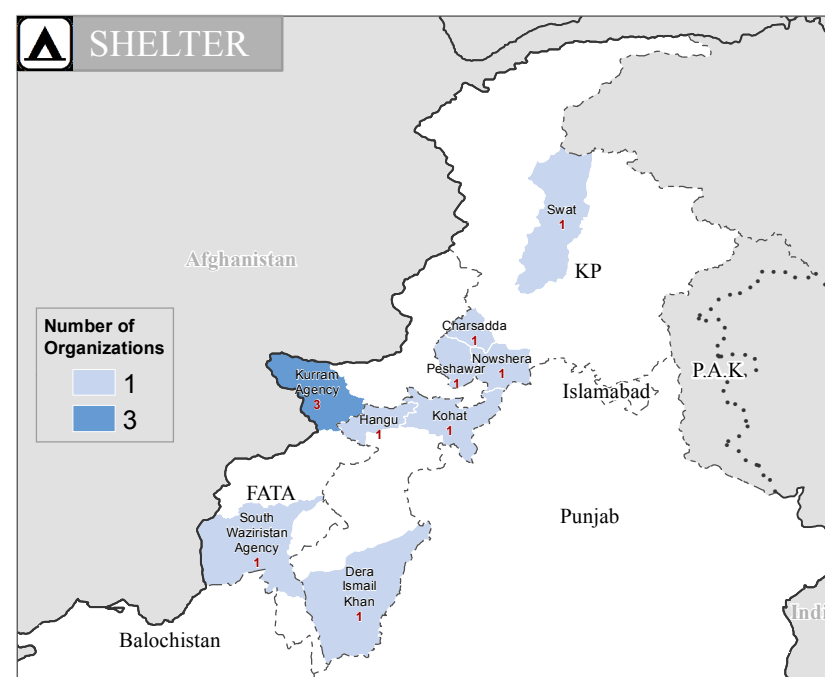 SHELTER
Swat
1
Afghanistan
KP
Number of
Organizations
1
3
Charsadda
1
Nowshera
1
Peshawar
1
Islamabad
P.A.K.
Kurram
Agency
3
Hangu
1
Kohat
1
FATA
South
Waziristan
Agency
1
Punjab
Dera
Ismail
Khan
1
Balochistan
Indi